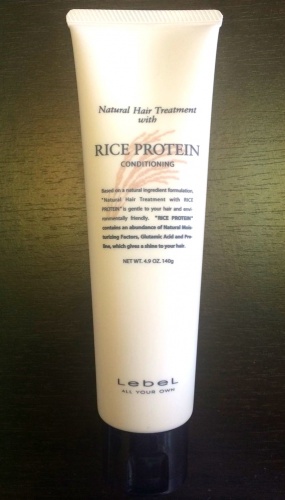 Natural Hair Treatment
with
RICE PROTEIN
CONDITIONING
Based on a natural ingredient formulation,
"Natural Hair Treatment with RICE
PROTEIN" is gentle to your hair and envi-
ronmentally friendly. "RICE PROTEIN"
contains an abundance of Natural Mois-
turizing Factors, Glutamic Acid and Pro-
line, which gives a shine to your hair.
NET WT. 4.9 OZ. 140g
LebeL
ALL YOUR OWN